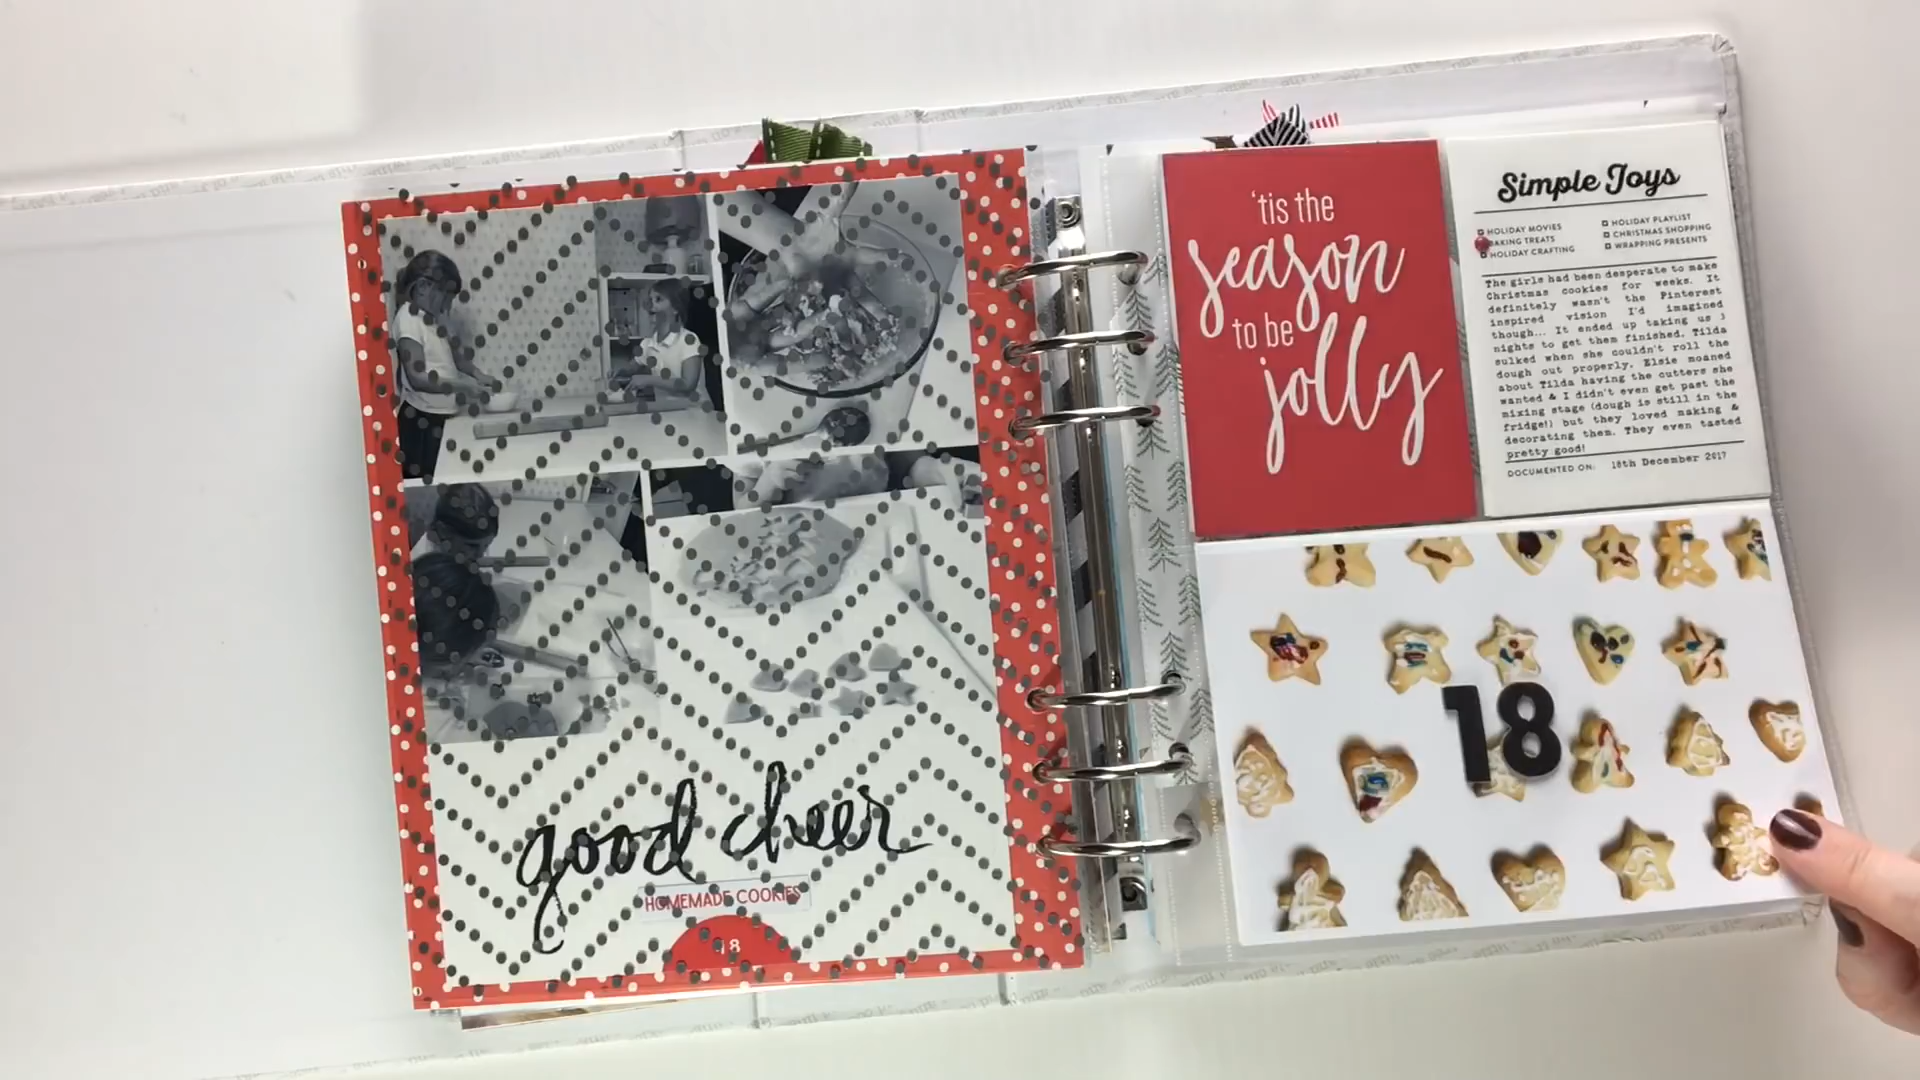 good cheer
HOMEMADE COOKIES
18
'tis the
season
to be
jolly
Simple Joys
HOLIDAY MOVIES
BAKING TREATS
HOLIDAY CRAFTING
HOLIDAY PLAYLIST
CHRISTMAS SHOPPING
WRAPPING PRESENTS
The girls had been desperate to make
Christmas cookies for weeks. It
definitely wasn't the Pinterest
inspired vision I'd imagined
though... It ended up taking us 3
nights to get them finished. Tilda
sulked when she couldn't roll the
dough out properly, Elsie moaned
about Tilda having the cutters she
wanted & I didn't even get past the
mixing stage (dough is still in the
fridge!) but they loved making &
decorating them. They even tasted
pretty good!
DOCUMENTED ON: 18th December 2017
18